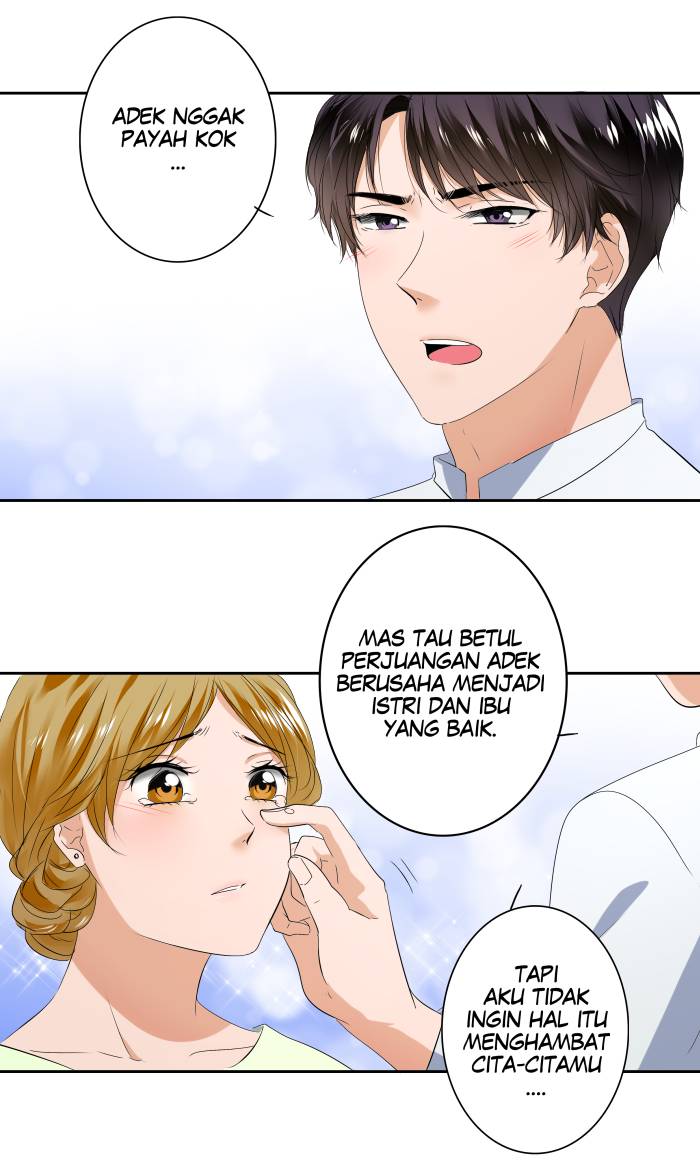 ADEK NGGAK
PAYAH KOK
...
MAS TAU BETUL
PERJUANGAN ADEK
BERUSAHA MENJADI
ISTRI DAN IBU
YANG BAIK.
TAPI
AKU TIDAK
INGIN HAL ITU
MENGHAMBAT
CITA-CITAMU
....